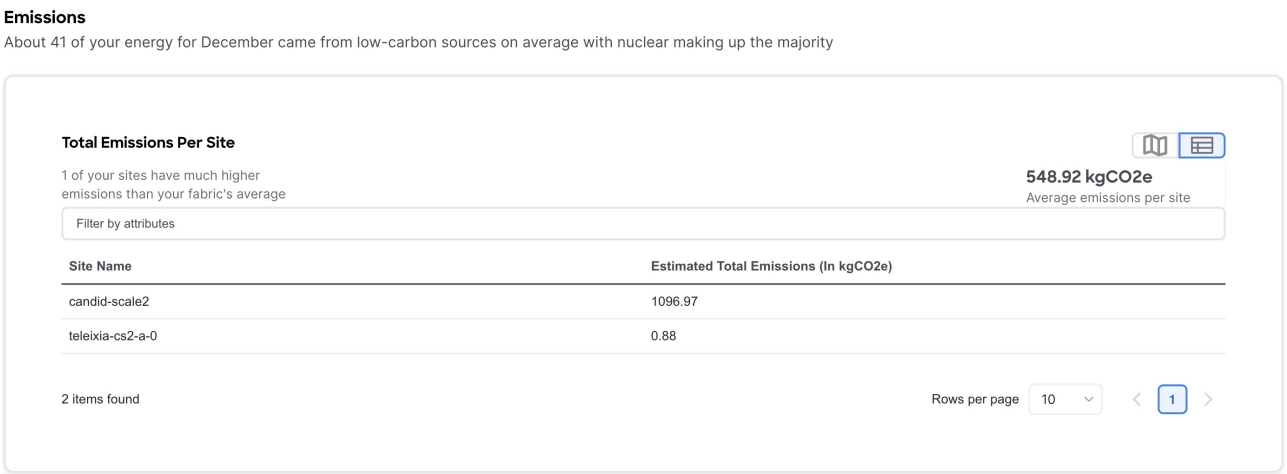 Emissions
About 41 of your energy for December came from low-carbon sources on average with nuclear making up the majority
Total Emissions Per Site
1 of your sites have much higher
emissions than your fabric's average
548.92 kgCO2e
Average emissions per site
Filter by attributes
Site Name Estimated Total Emissions (In kgCO2e)
candid-scale2 1096.97
teleixia-cs2-a-0 0.88
2 items found Rows per page 10 1